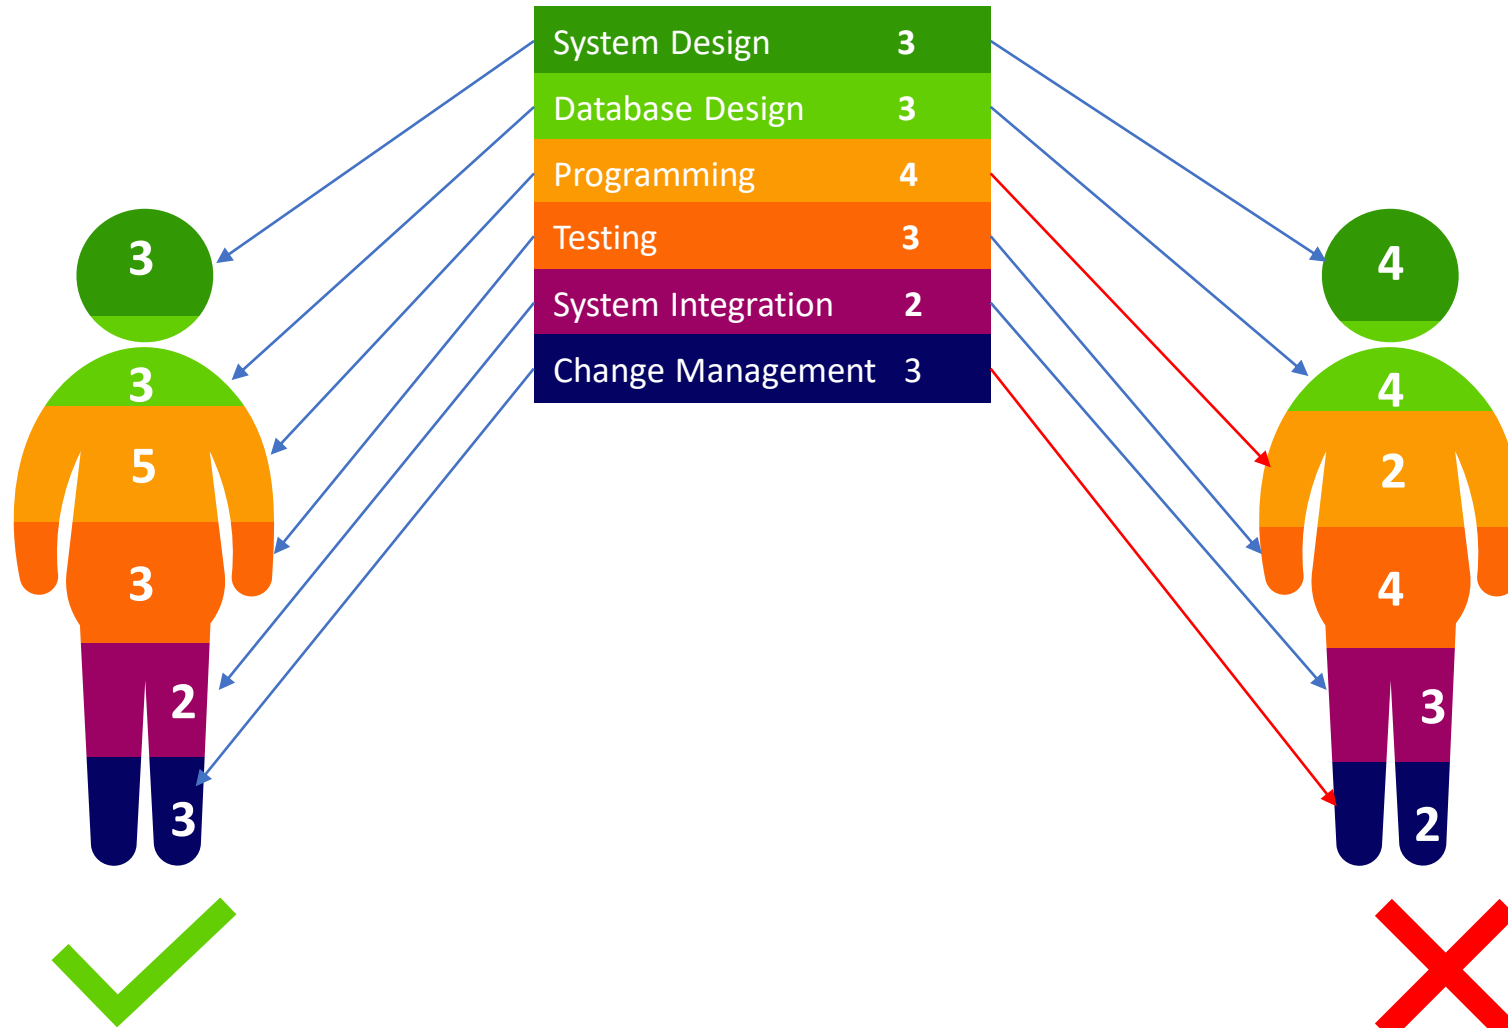 System Design 3
Database Design 3
Programming 4
Testing 3
System Integration 2
Change Management 3
3
3
5
3
2
3
4
4
2
4
3
2